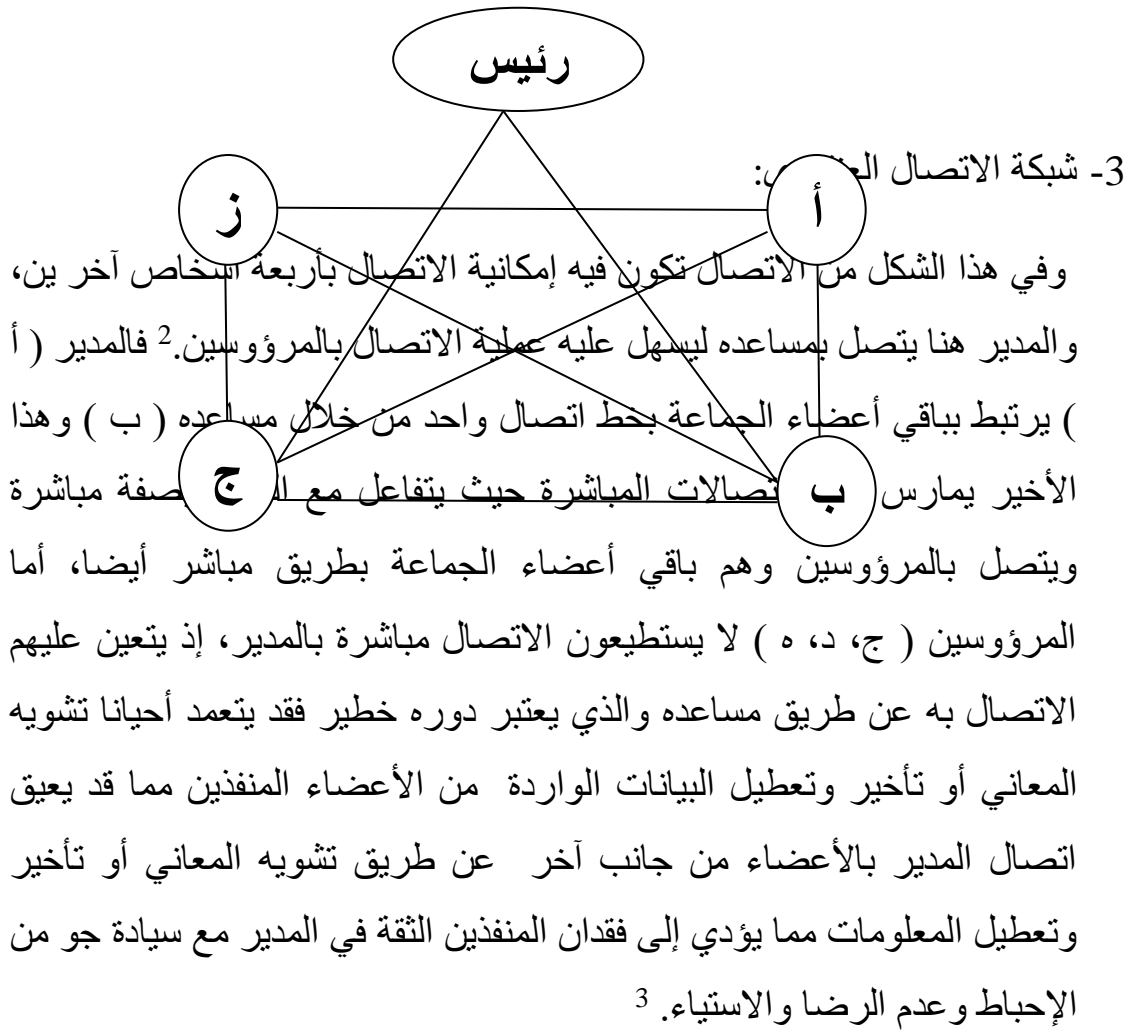 رئيس
3- شبكة الاتصال
أ
ز
وفي هذا الشكل من الاتصال تكون فيه إمكانية الاتصال بأربعة أشخاص آخر ين،
والمدير هنا يتصل بمساعده ليسهل عليه عملية الاتصال بالمرؤوسين.2 فالمدير ( أ
) يرتبط بباقي أعضاء الجماعة بخط اتصال واحد من خلال مساعده ( ب ) وهذا
ب
ج
الأخير يمارس المباشرة حيث يتفاعل مع مباشرة
ويتصل بالمرؤوسين وهم باقي أعضاء الجماعة بطريق مباشر أيضا، أما
المرؤوسين ( ج، د، ه ) لا يستطيعون الاتصال مباشرة بالمدير، إذ يتعين عليهم
الاتصال به عن طريق مساعده والذي يعتبر دوره خطير فقد يتعمد أحيانا تشويه
المعاني أو تأخير وتعطيل البيانات الواردة من الأعضاء المنفذين مما قد يعيق
اتصال المدير بالأعضاء من جانب آخر عن طريق تشويه المعاني أو تأخير
وتعطيل المعلومات مما يؤدي إلى فقدان المنفذين الثقة في المدير مع سيادة جو من
الإحباط وعدم الرضا والاستياء. 3